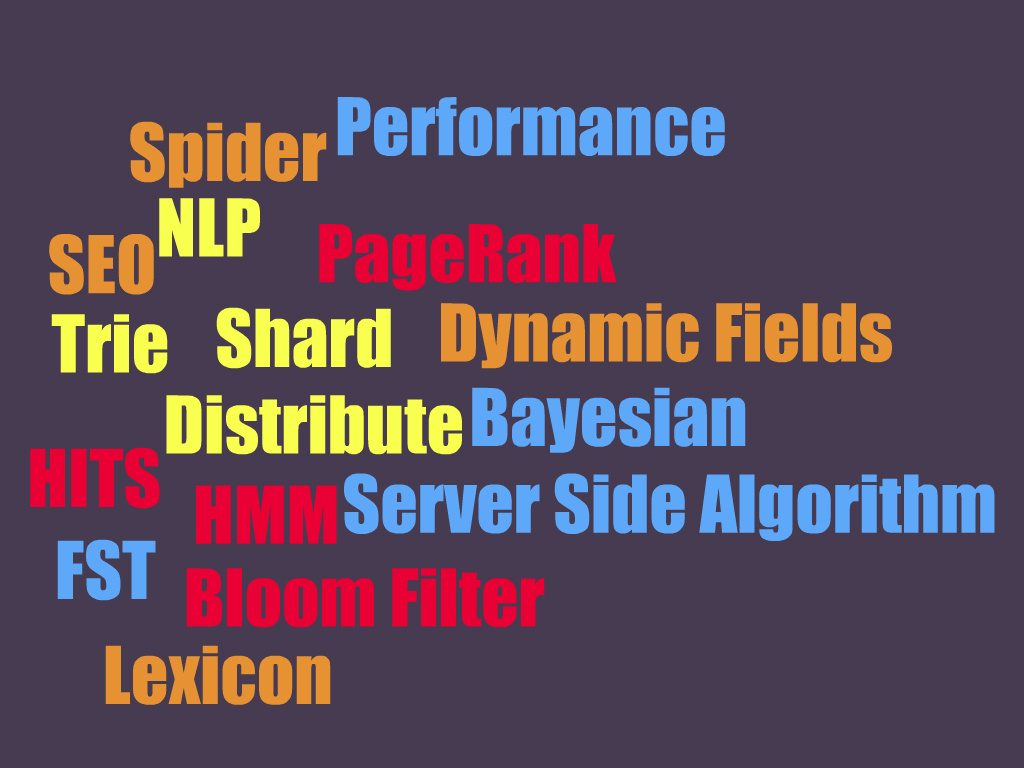 Performance
Spider
NLP
PageRank
SEO
Trie
Shard
Dynamic Fields
Distribute
Bayesian
HITS
HMM
Server Side Algorithm
FST
Bloom Filter
Lexicon